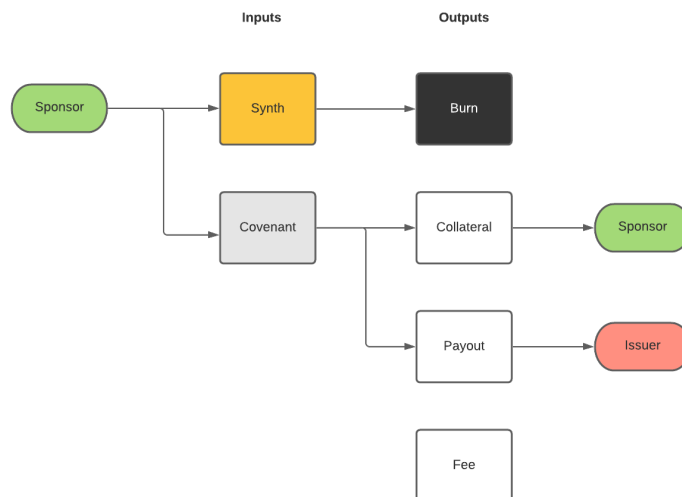 Inputs
Outputs
Sponsor
Synth
Burn
Covenant
Collateral
Sponsor
Payout
Issuer
Fee